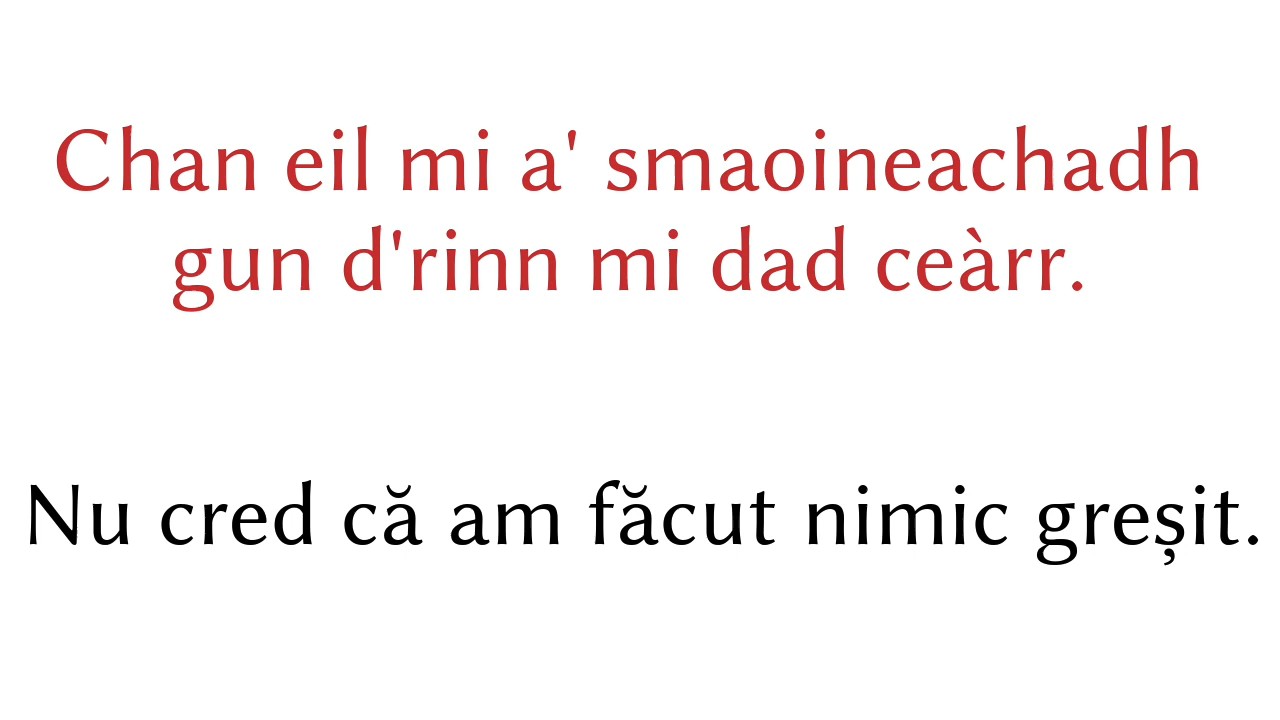 Chan eil mi a' smaoineachadh
gun d'rinn mi dad ceàrr.
Nu cred că am făcut nimic greșit.